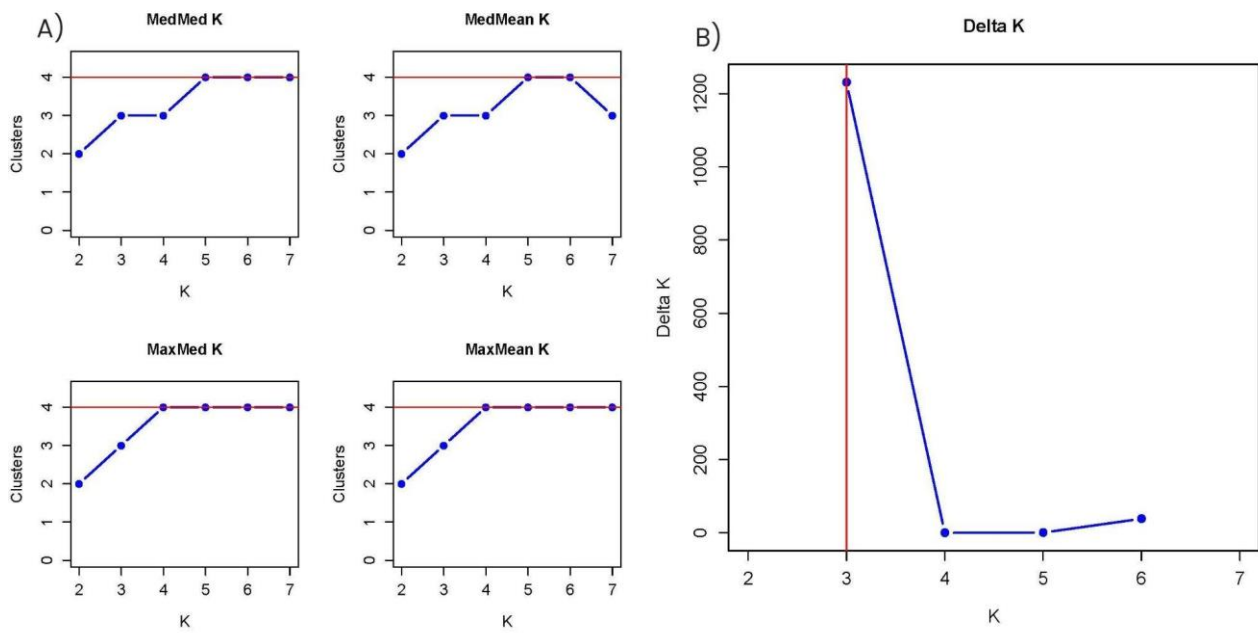 A)
MedMed K
Clusters
4
3
2
1
0
2 3 4 5 6 7
K
MedMean K
Clusters
4
3
2
1
0
2 3 4 5 6 7
K
MaxMed K
Clusters
4
3
2
1
0
2 3 4 5 6 7
K
MaxMean K
Clusters
4
3
2
1
0
2 3 4 5 6 7
K
B)
Delta K
Delta K
1200
1000
800
600
400
200
0
2 3 4 5 6 7
K